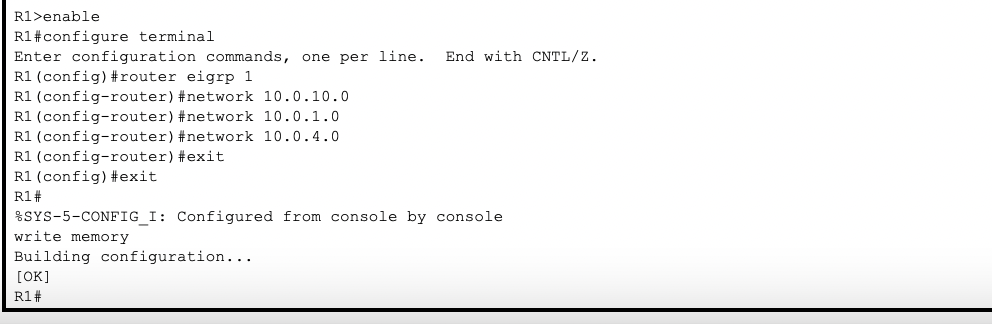 R1>enable
R1#configure terminal
Enter configuration commands, one per line.  End with CNTL/Z.
R1(config)#router eigrp 1
R1(config-router)#network 10.0.10.0
R1(config-router)#network 10.0.1.0
R1(config-router)#network 10.0.4.0
R1(config-router)#exit
R1(config)#exit
R1#
%SYS-5-CONFIG_I: Configured from console by console
write memory
Building configuration...
[OK]
R1#